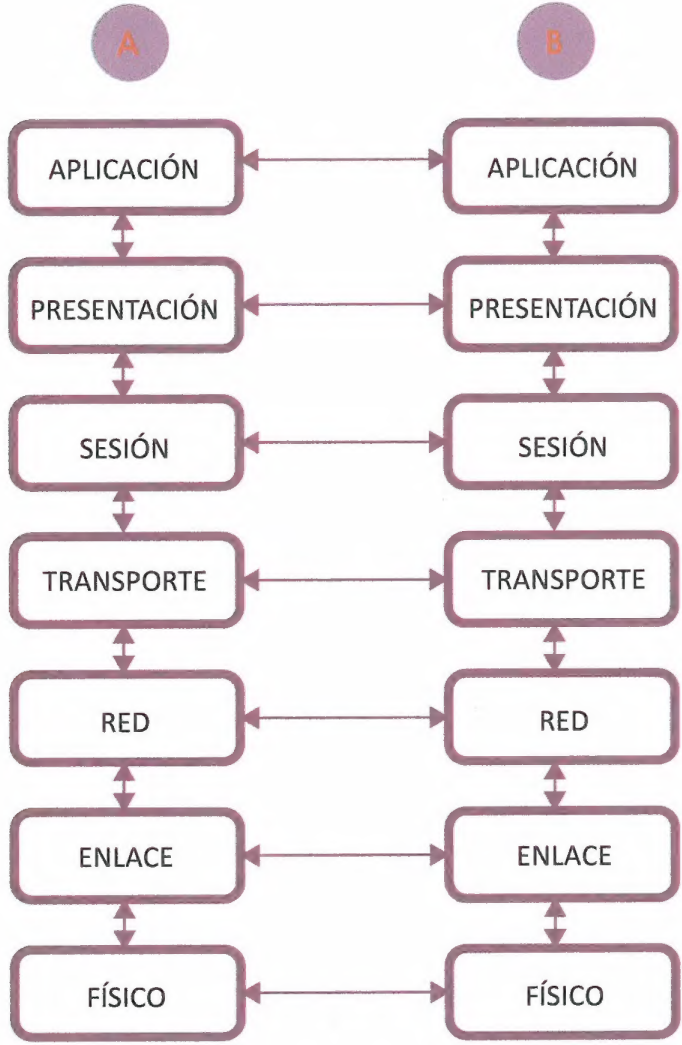 A B
APLICACIÓN APLICACIÓN
PRESENTACIÓN PRESENTACIÓN
SESIÓN SESIÓN
TRANSPORTE TRANSPORTE
RED RED
ENLACE ENLACE
FÍSICO FÍSICO